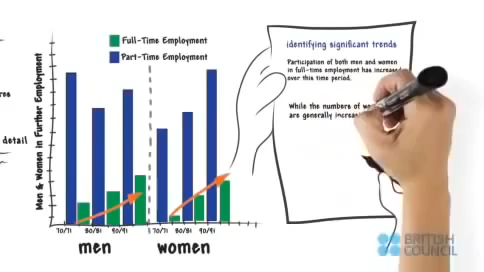 Full-Time Employment
Part-Time Employment
Men & Women in Further Employment
70/71
80/81
90/91
70/71
80/81
90/91
men
women
detail
identifying significant trends
Participation of both men and women
in full-time employment has increased
over this time period.
While the numbers of
are generally
BRITISH
COUNCIL